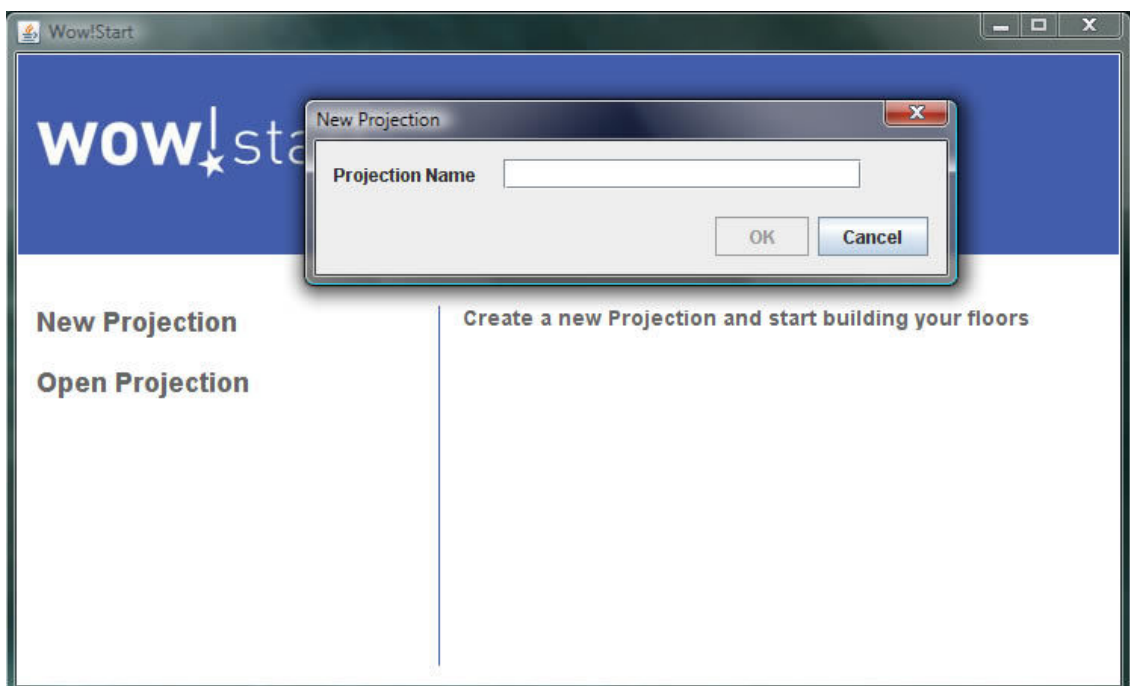 Wow!Start
wow! sta
New Projection
Projection Name
OK
Cancel
New Projection
Create a new Projection and start building your floors
Open Projection